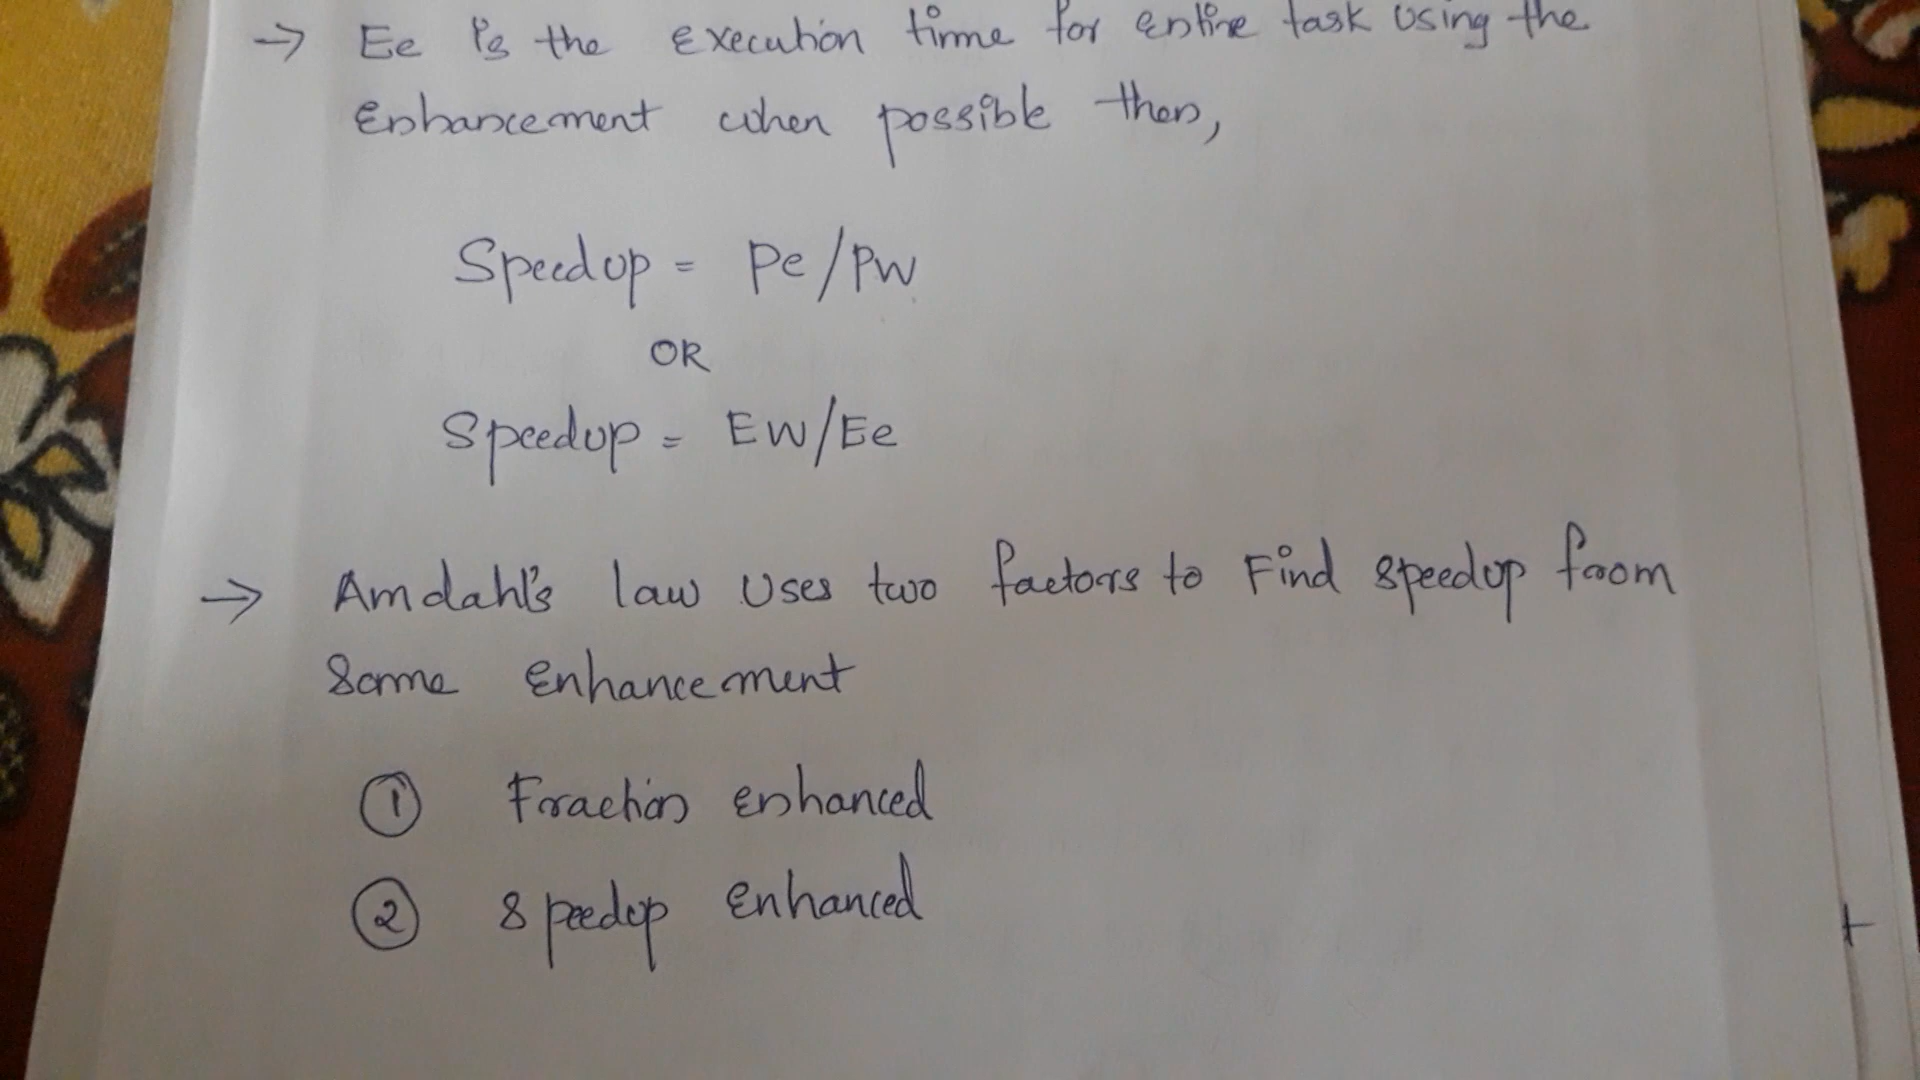 → Ee is the execution time for entire task using the
Enhancement when possible then,
Speedup = Pe/Pw
OR
Speedup = Ew/Ee
→ Amdahl's law Uses two factors to Find speedup from
Some enhancement
① Fraction enhanced
② Speedup enhanced